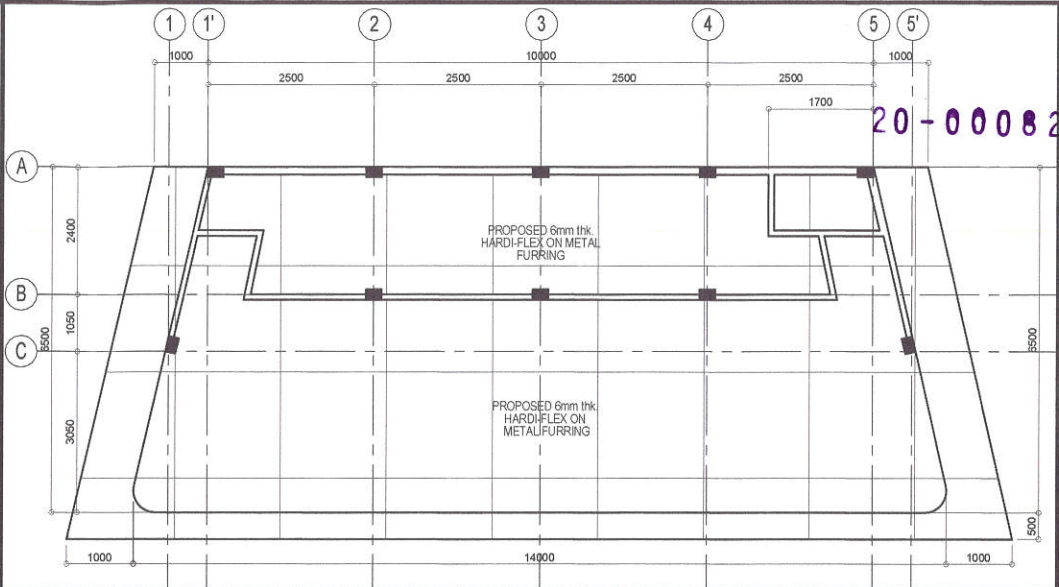 1 1' 2 3 4 5 5'
1000 10000 1000
2500 2500 2500 2500
1700
20-00082
A
2400
PROPOSED 6mm thk.
HARDI-FLEX ON METAL
FURRING
B
1050
6500
6500
C
3050
PROPOSED 6mm thk.
HARDI-FLEX ON
METAL FURRING
500
1000 14000 1000